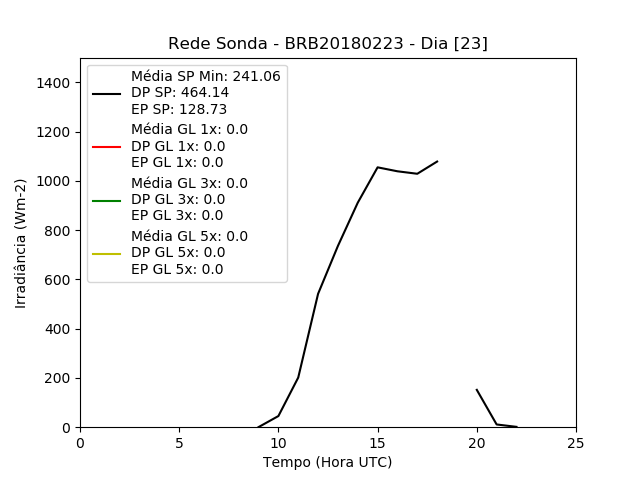 Rede Sonda - BRB20180223 - Dia [23]
Média SP Min: 241.06
DP SP: 464.14
EP SP: 128.73
Média GL 1x: 0.0
DP GL 1x: 0.0
EP GL 1x: 0.0
Média GL 3x: 0.0
DP GL 3x: 0.0
EP GL 3x: 0.0
Média GL 5x: 0.0
DP GL 5x: 0.0
EP GL 5x: 0.0
Irradiância (Wm-2)
1400
1200
1000
800
600
400
200
0
0 5 10 15 20 25
Tempo (Hora UTC)